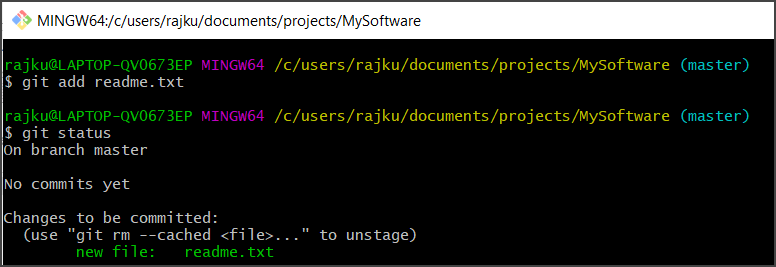 MINGW64:/c/users/rajku/documents/projects/MySoftware
rajku@LAPTOP-QVO673EP MINGW64 /c/users/rajku/documents/projects/MySoftware (master)
$ git add readme.txt
rajku@LAPTOP-QVO673EP MINGW64 /c/users/rajku/documents/projects/MySoftware (master)
$ git status
On branch master
No commits yet
Changes to be committed:
  (use "git rm --cached <file>..." to unstage)
        new file:   readme.txt